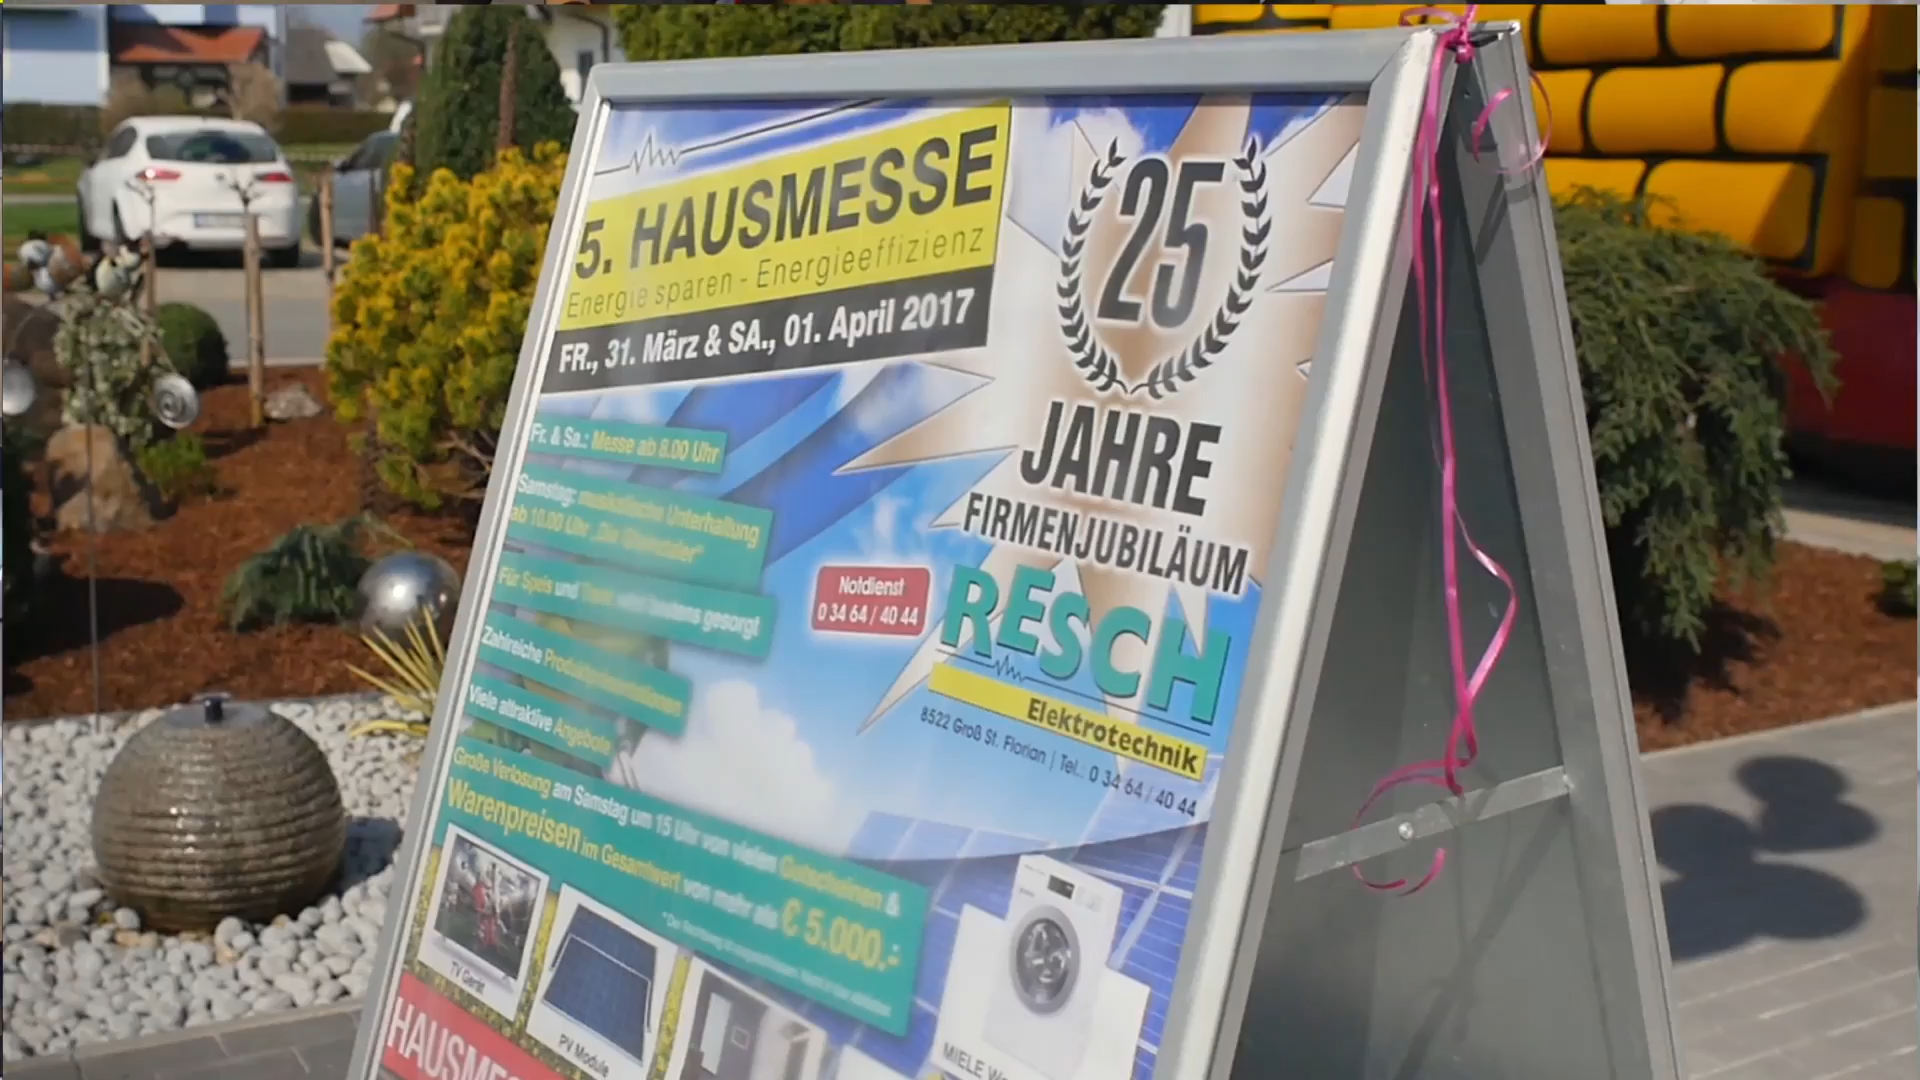 5. HAUSMESSE
Energie sparen - Energieeffizienz
FR., 31. März & SA., 01. April 2017
25
JAHRE
FIRMENJUBILÄUM
RESCH
Elektrotechnik
8522 Groß St. Florian | Tel.: 0 34 64 / 40 44
Notdienst
0 34 64 / 40 44
Fr. & Sa.: Messe ab 8.00 Uhr
Samstag: musikalische Unterhaltung
ab 10.00 Uhr „Die
Für Speis und bestens gesorgt
Zahlreiche Produktpräsentationen
Viele attraktive Angebote
Große Verlosung am Samstag um 15 Uhr von vielen Gutscheinen &
Warenpreisen im Gesamtwert von mehr als € 5.000.-
TV Gerät
PV Module
MIELE
HAUSME